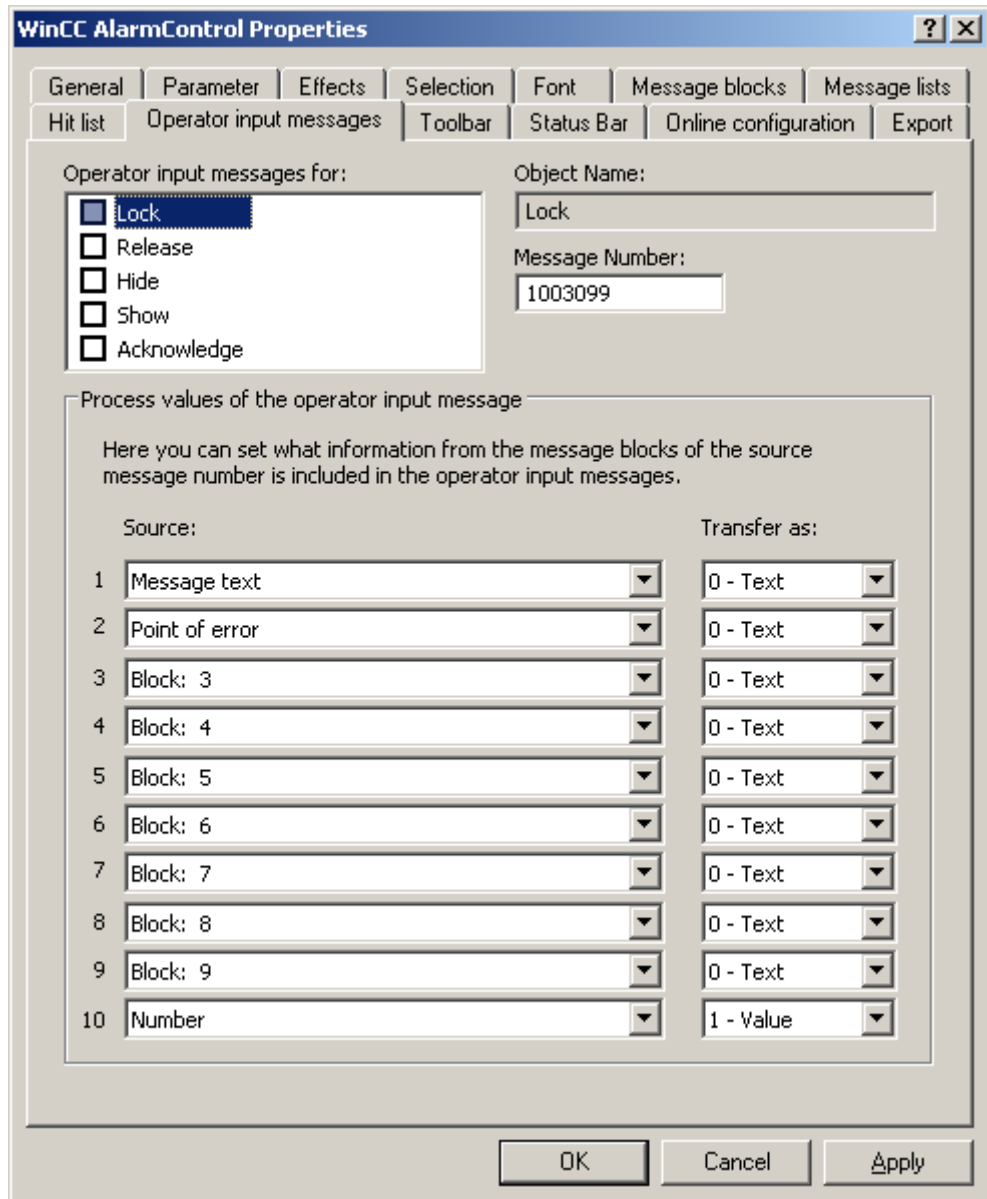 WinCC AlarmControl Properties
General Parameter Effects Selection Font Message blocks Message lists
Hit list Operator input messages Toolbar Status Bar Online configuration Export
Operator input messages for:
Object Name:
Lock
Lock
Release
Message Number:
Hide
1003099
Show
Acknowledge
Process values of the operator input message
Here you can set what information from the message blocks of the source
message number is included in the operator input messages.
Source: Transfer as:
1 Message text 0 - Text
2 Point of error 0 - Text
3 Block: 3 0 - Text
4 Block: 4 0 - Text
5 Block: 5 0 - Text
6 Block: 6 0 - Text
7 Block: 7 0 - Text
8 Block: 8 0 - Text
9 Block: 9 0 - Text
10 Number 1 - Value
OK Cancel Apply